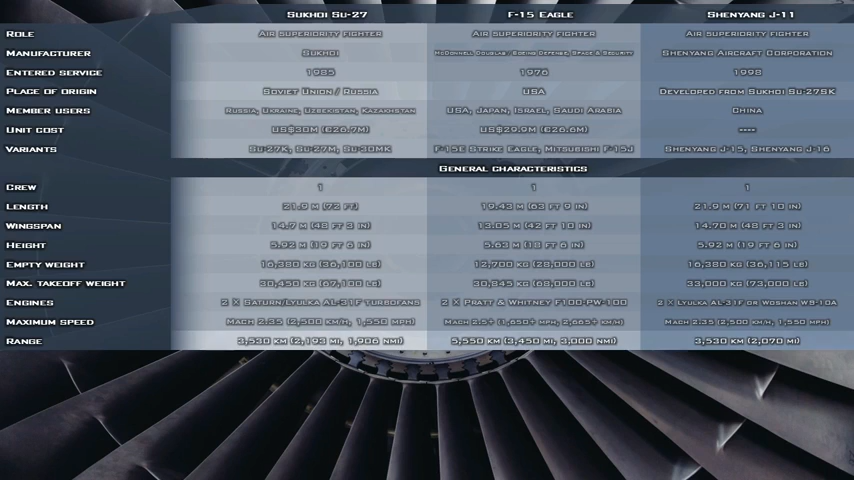 Sukhoi Su-27 F-15 Eagle Shenyang J-11
Role Air superiority fighter Air superiority fighter Air superiority fighter
Manufacturer Sukhoi McDonnell Douglas / Boeing Defense, Space & Security Shenyang Aircraft Corporation
Entered service 1985 1976 1998
Place of origin Soviet Union / Russia USA Developed from Sukhoi Su-27SK
Member users Russia, Ukraine, Uzbekistan, Kazakhstan USA, Japan, Israel, Saudi Arabia China
Unit cost US$30M (€26.7M) US$29.9M (€26.6M) ----
Variants Su-27K, Su-27M, Su-30MK F-15E Strike Eagle, Mitsubishi F-15J Shenyang J-15, Shenyang J-16
General characteristics
Crew 1 1 1
Length 21.9 m (72 ft) 19.43 m (63 ft 9 in) 21.9 m (71 ft 10 in)
Wingspan 14.7 m (48 ft 3 in) 13.05 m (42 ft 10 in) 14.70 m (48 ft 3 in)
Height 5.92 m (19 ft 6 in) 5.63 m (18 ft 6 in) 5.92 m (19 ft 6 in)
Empty weight 16,380 kg (36,100 lb) 12,700 kg (28,000 lb) 16,380 kg (36,115 lb)
Max. takeoff weight 30,450 kg (67,100 lb) 30,845 kg (68,000 lb) 33,000 kg (73,000 lb)
Engines 2 × Saturn/Lyulka AL-31F turbofans 2 × Pratt & Whitney F100-PW-100 2 × Lyulka AL-31F or Woshan WS-10A
Maximum speed Mach 2.35 (2,500 km/h, 1,550 mph) Mach 2.5+ (1,650+ mph, 2,665+ km/h) Mach 2.35 (2,500 km/h, 1,550 mph)
Range 3,530 km (2,193 mi, 1,906 nmi) 5,550 km (3,450 mi, 3,000 nmi) 3,530 km (2,070 mi)